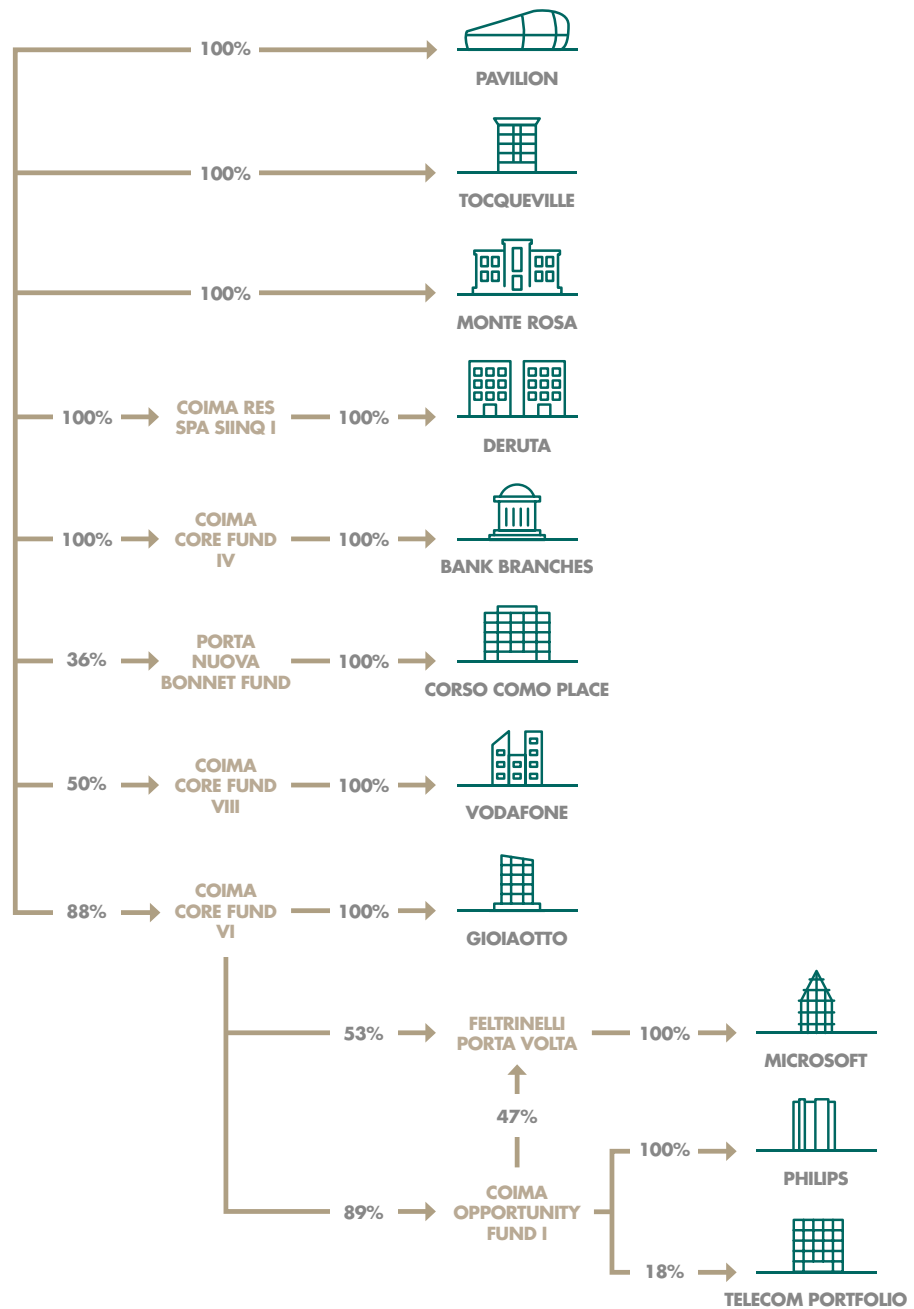 100%
PAVILION
100%
TOCQUEVILLE
100%
MONTE ROSA
100%
COIMA RES
SPA SIINQ I
100%
DERUTA
100%
COIMA
CORE FUND
IV
100%
BANK BRANCHES
36%
PORTA
NUOVA
BONNET FUND
100%
CORSO COMO PLACE
50%
COIMA
CORE FUND
VIII
100%
VODAFONE
88%
COIMA
CORE FUND
VI
100%
GIOIAOTTO
53%
FELTRINELLI
PORTA VOLTA
100%
MICROSOFT
47%
100%
PHILIPS
89%
COIMA
OPPORTUNITY
FUND I
18%
TELECOM PORTFOLIO